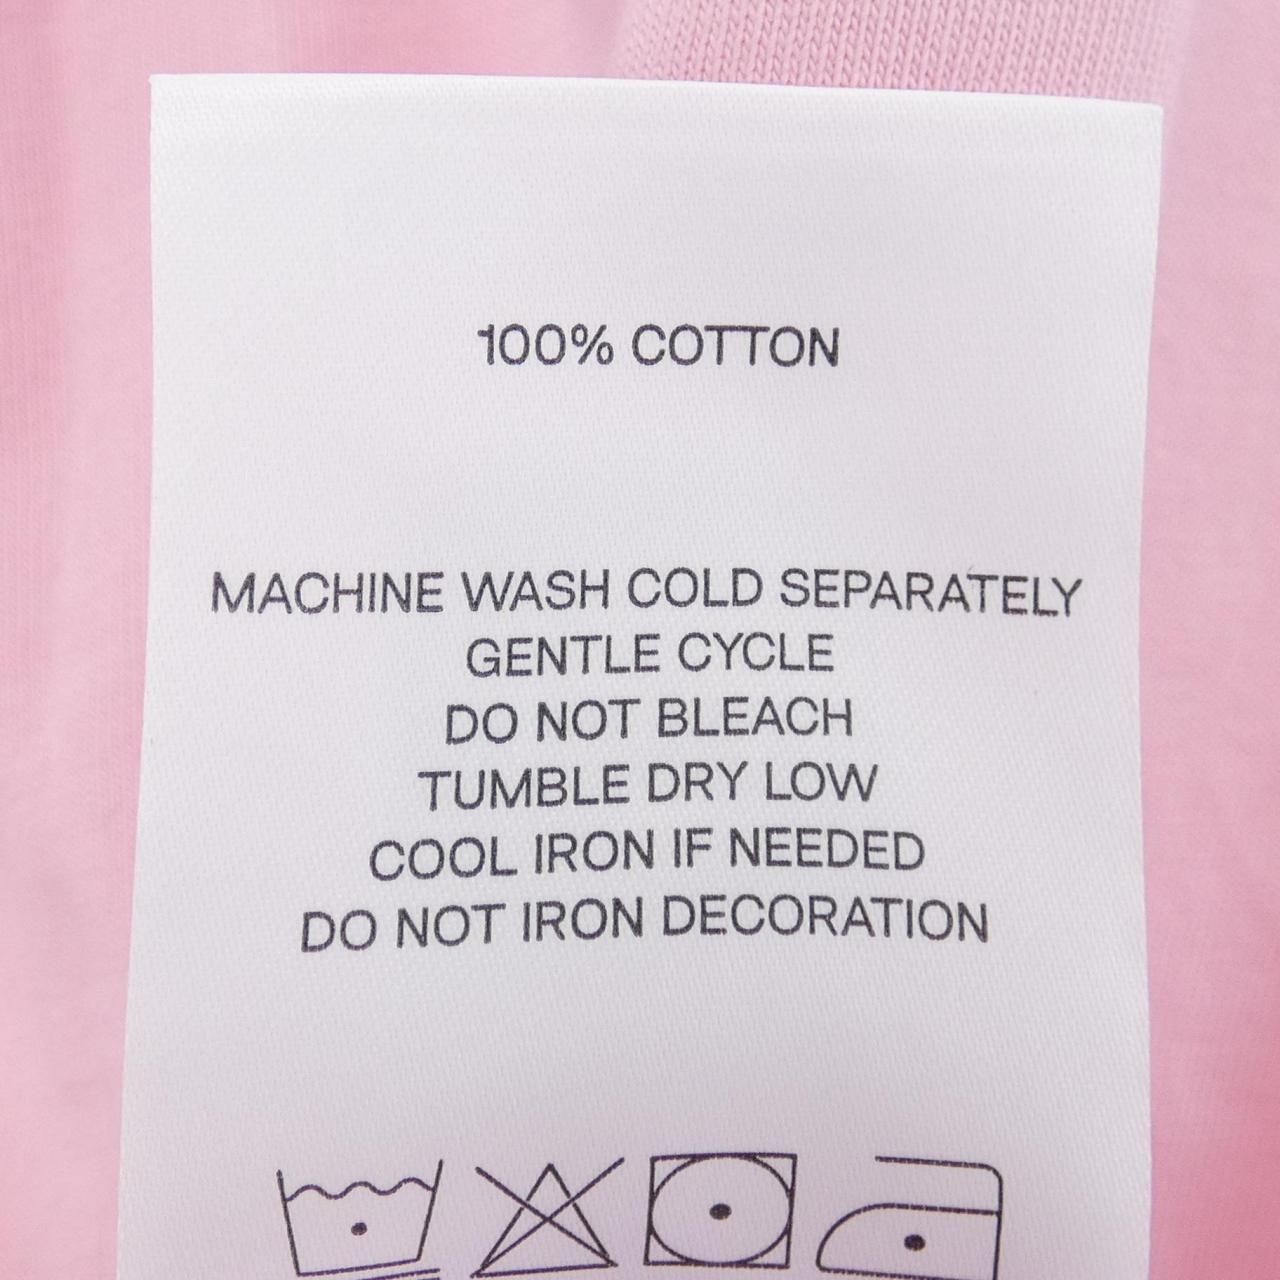 100% COTTON
MACHINE WASH COLD SEPARATELY
GENTLE CYCLE
DO NOT BLEACH
TUMBLE DRY LOW
COOL IRON IF NEEDED
DO NOT IRON DECORATION